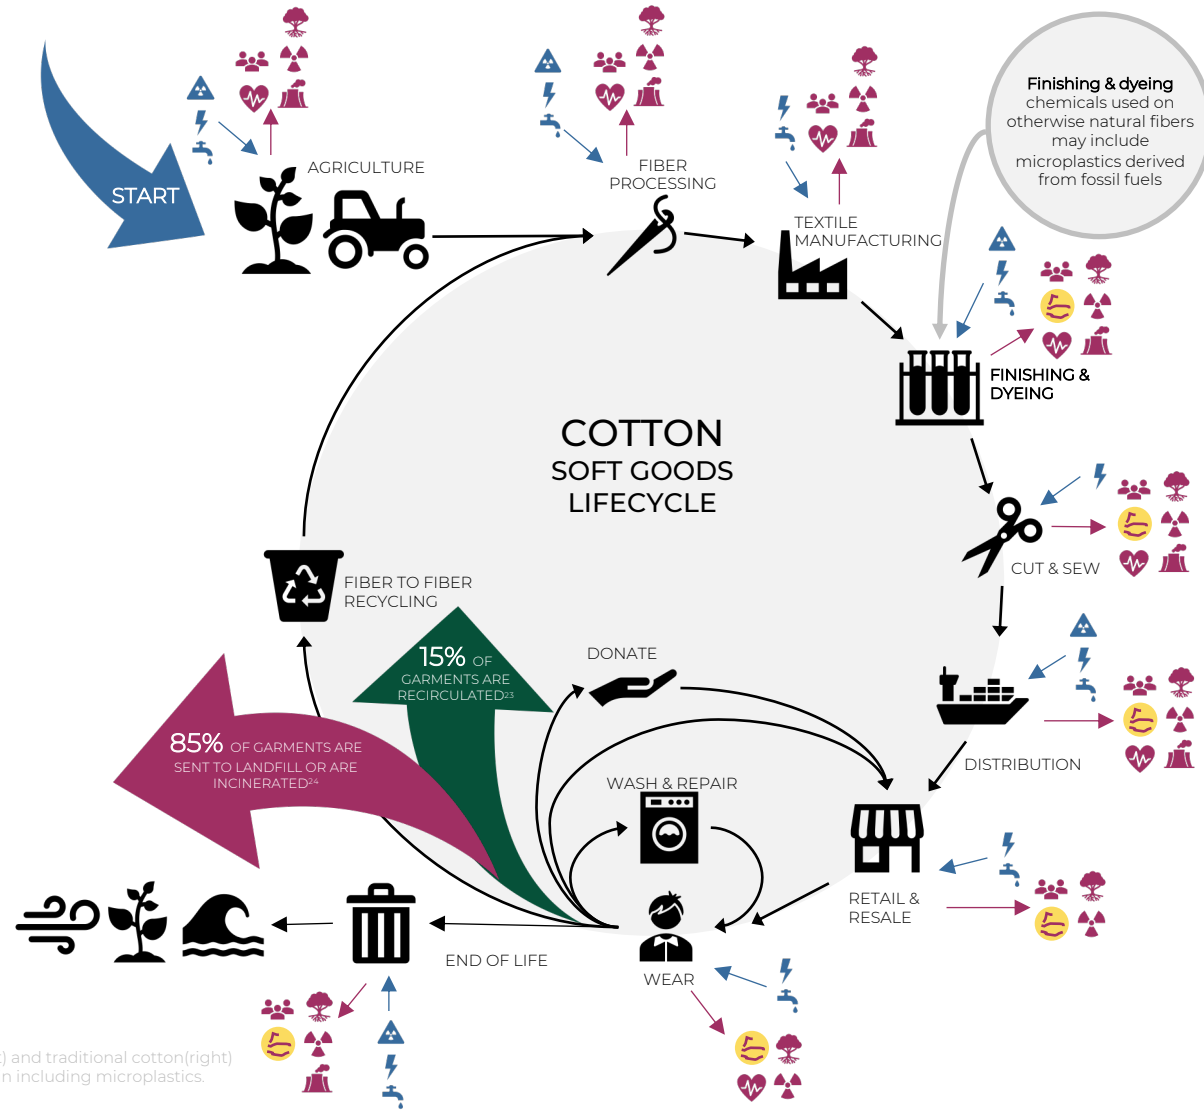 Finishing & dyeing
chemicals used on
otherwise natural fibers
may include
microplastics derived
from fossil fuels
START
AGRICULTURE
FIBER
PROCESSING
TEXTILE
MANUFACTURING
FINISHING &
DYEING
COTTON
SOFT GOODS
LIFECYCLE
CUT & SEW
FIBER TO FIBER
RECYCLING
15% OF
GARMENTS ARE
RECIRCULATED23
DONATE
85% OF GARMENTS ARE
SENT TO LANDFILL OR ARE
INCINERATED24
DISTRIBUTION
WASH & REPAIR
RETAIL &
RESALE
END OF LIFE
WEAR
) and traditional cotton(right)
including microplastics.